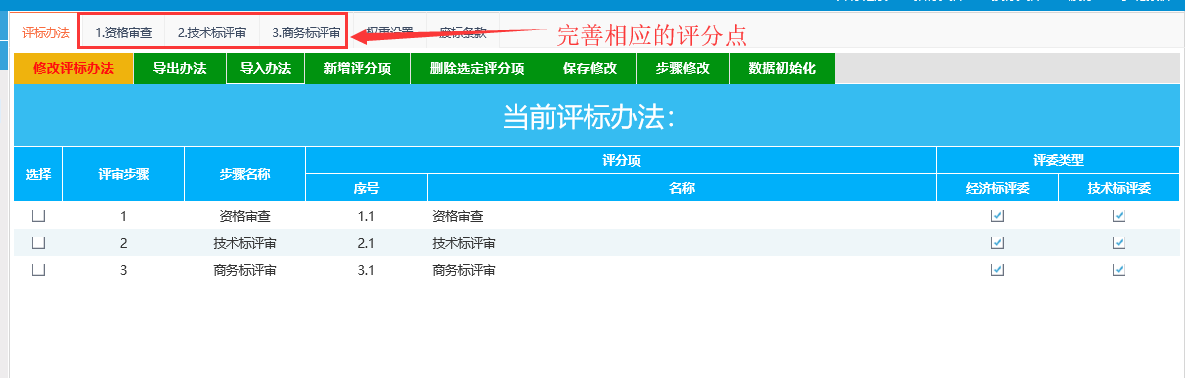 评标办法 1.资格审查 2.技术标评审 3.商务标评审 权重设置 废标条款 完善相应的评分点
修改评标办法 导出办法 导入办法 新增评分项 删除选定评分项 保存修改 步骤修改 数据初始化
当前评标办法：
选择 评审步骤 步骤名称 评分项 评委类型
序号 名称 经济标评委 技术标评委
1 资格审查 1.1 资格审查
2 技术标评审 2.1 技术标评审
3 商务标评审 3.1 商务标评审